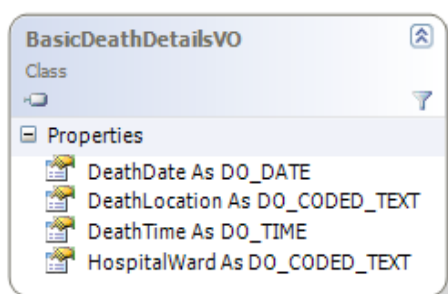 BasicDeathDetailsVO
Class
Properties
DeathDate As DO_DATE
DeathLocation As DO_CODED_TEXT
DeathTime As DO_TIME
HospitalWard As DO_CODED_TEXT